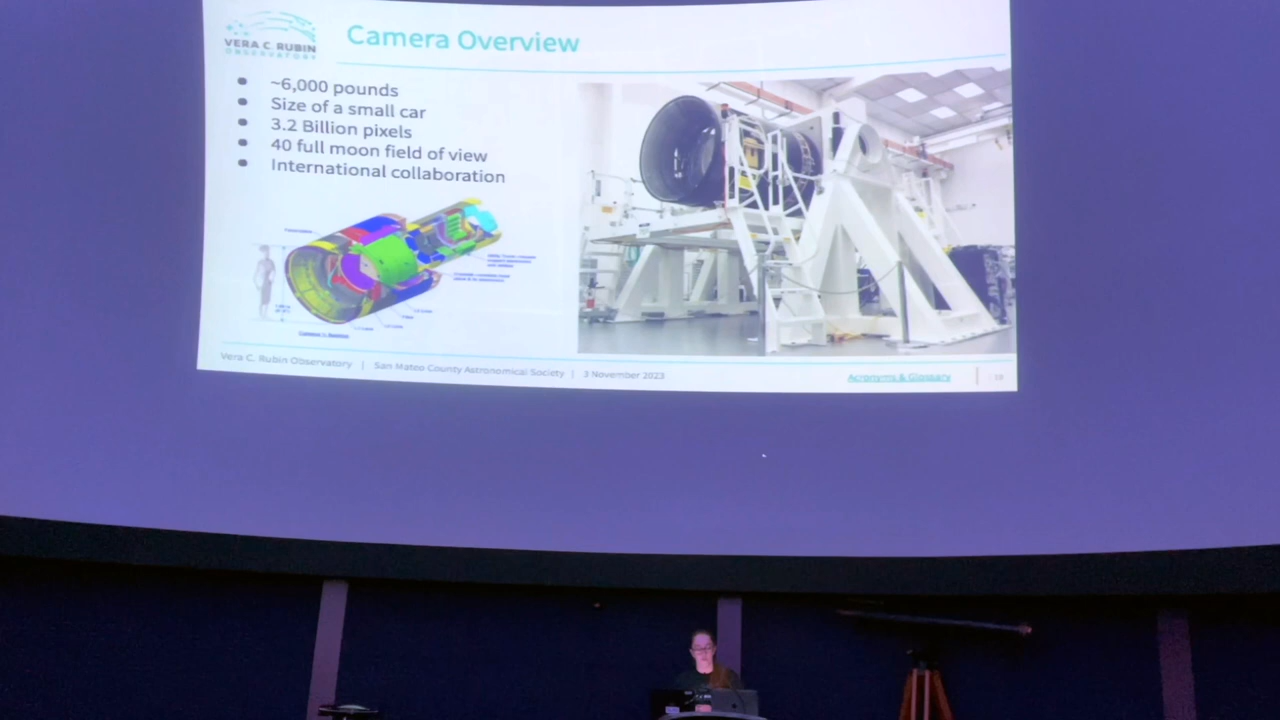 VERA C. RUBIN
OBSERVATORY
Camera Overview
~6,000 pounds
Size of a small car
3.2 Billion pixels
40 full moon field of view
International collaboration
Vera C. Rubin Observatory | San Mateo County Astronomical Society | 3 November 2023
Acronyms & Glossary